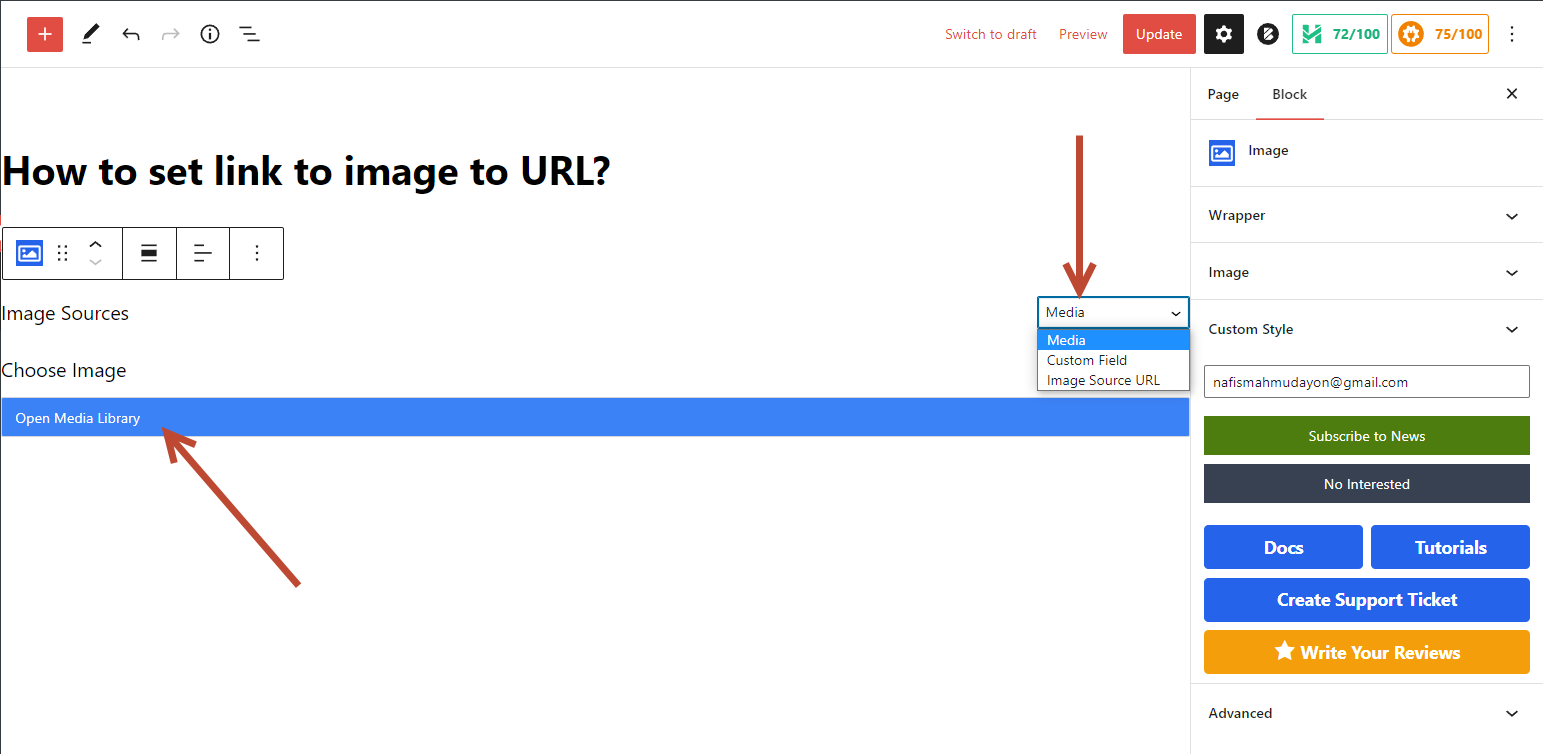 Switch to draft
Preview
Update
72/100
75/100
Page
Block
Image
Wrapper
Image
Custom Style
nafismahmudayon@gmail.com
Subscribe to News
No Interested
Docs
Tutorials
Create Support Ticket
Write Your Reviews
Advanced
How to set link to image to URL?
Image Sources
Media
Media
Custom Field
Image Source URL
Choose Image
Open Media Library